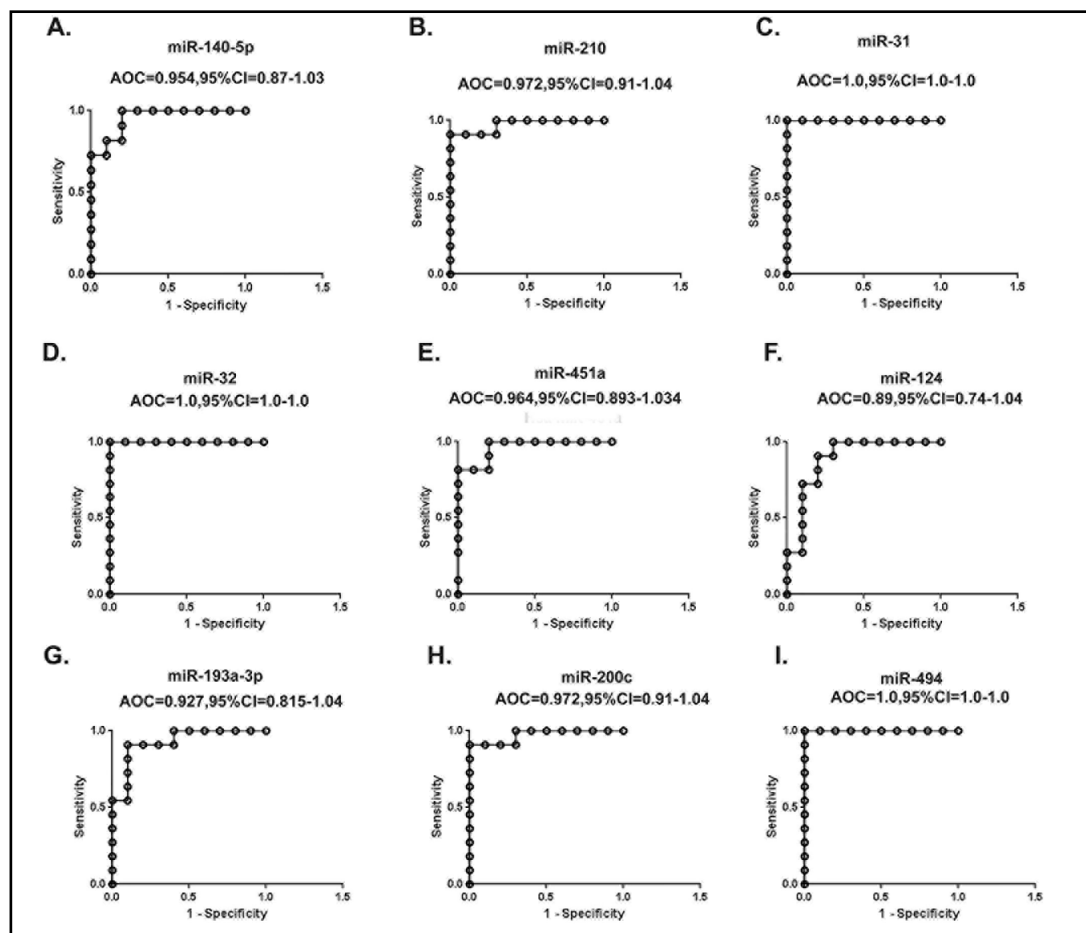 A.
miR-140-5p
AOC=0.954,95%CI=0.87-1.03
1.0
0.5
0.0
Sensitivity
0.0 0.5 1.0 1.5
1 - Specificity
B.
miR-210
AOC=0.972,95%CI=0.91-1.04
1.0
0.5
0.0
Sensitivity
0.0 0.5 1.0 1.5
1 - Specificity
C.
miR-31
AOC=1.0,95%CI=1.0-1.0
1.0
0.5
0.0
Sensitivity
0.0 0.5 1.0 1.5
1 - Specificity
D.
miR-32
AOC=1.0,95%CI=1.0-1.0
1.0
0.5
0.0
Sensitivity
0.0 0.5 1.0 1.5
1 - Specificity
E.
miR-451a
AOC=0.964,95%CI=0.893-1.034
1.0
0.5
0.0
Sensitivity
0.0 0.5 1.0 1.5
1 - Specificity
F.
miR-124
AOC=0.89,95%CI=0.74-1.04
1.0
0.5
0.0
Sensitivity
0.0 0.5 1.0 1.5
1 - Specificity
G.
miR-193a-3p
AOC=0.927,95%CI=0.815-1.04
1.0
0.5
0.0
Sensitivity
0.0 0.5 1.0 1.5
1 - Specificity
H.
miR-200c
AOC=0.972,95%CI=0.91-1.04
1.0
0.5
0.0
Sensitivity
0.0 0.5 1.0 1.5
1 - Specificity
I.
miR-494
AOC=1.0,95%CI=1.0-1.0
1.0
0.5
0.0
Sensitivity
0.0 0.5 1.0 1.5
1 - Specificity